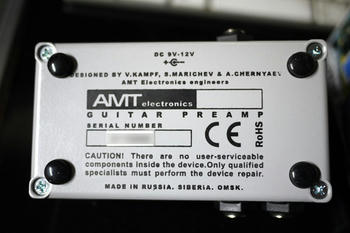 DC 9V-12V
DESIGNED BY V.KAMPF, S.MARICHEV & A.CHERNYAEV
AMT Electronics engineers
AMT electronics
GUITAR PREAMP
SERIAL NUMBER
CE
RoHS
CAUTION! There are no user-serviceable
components inside the device.Only qualified
specialists must perform the device repair.
MADE IN RUSSIA. SIBERIA. OMSK.